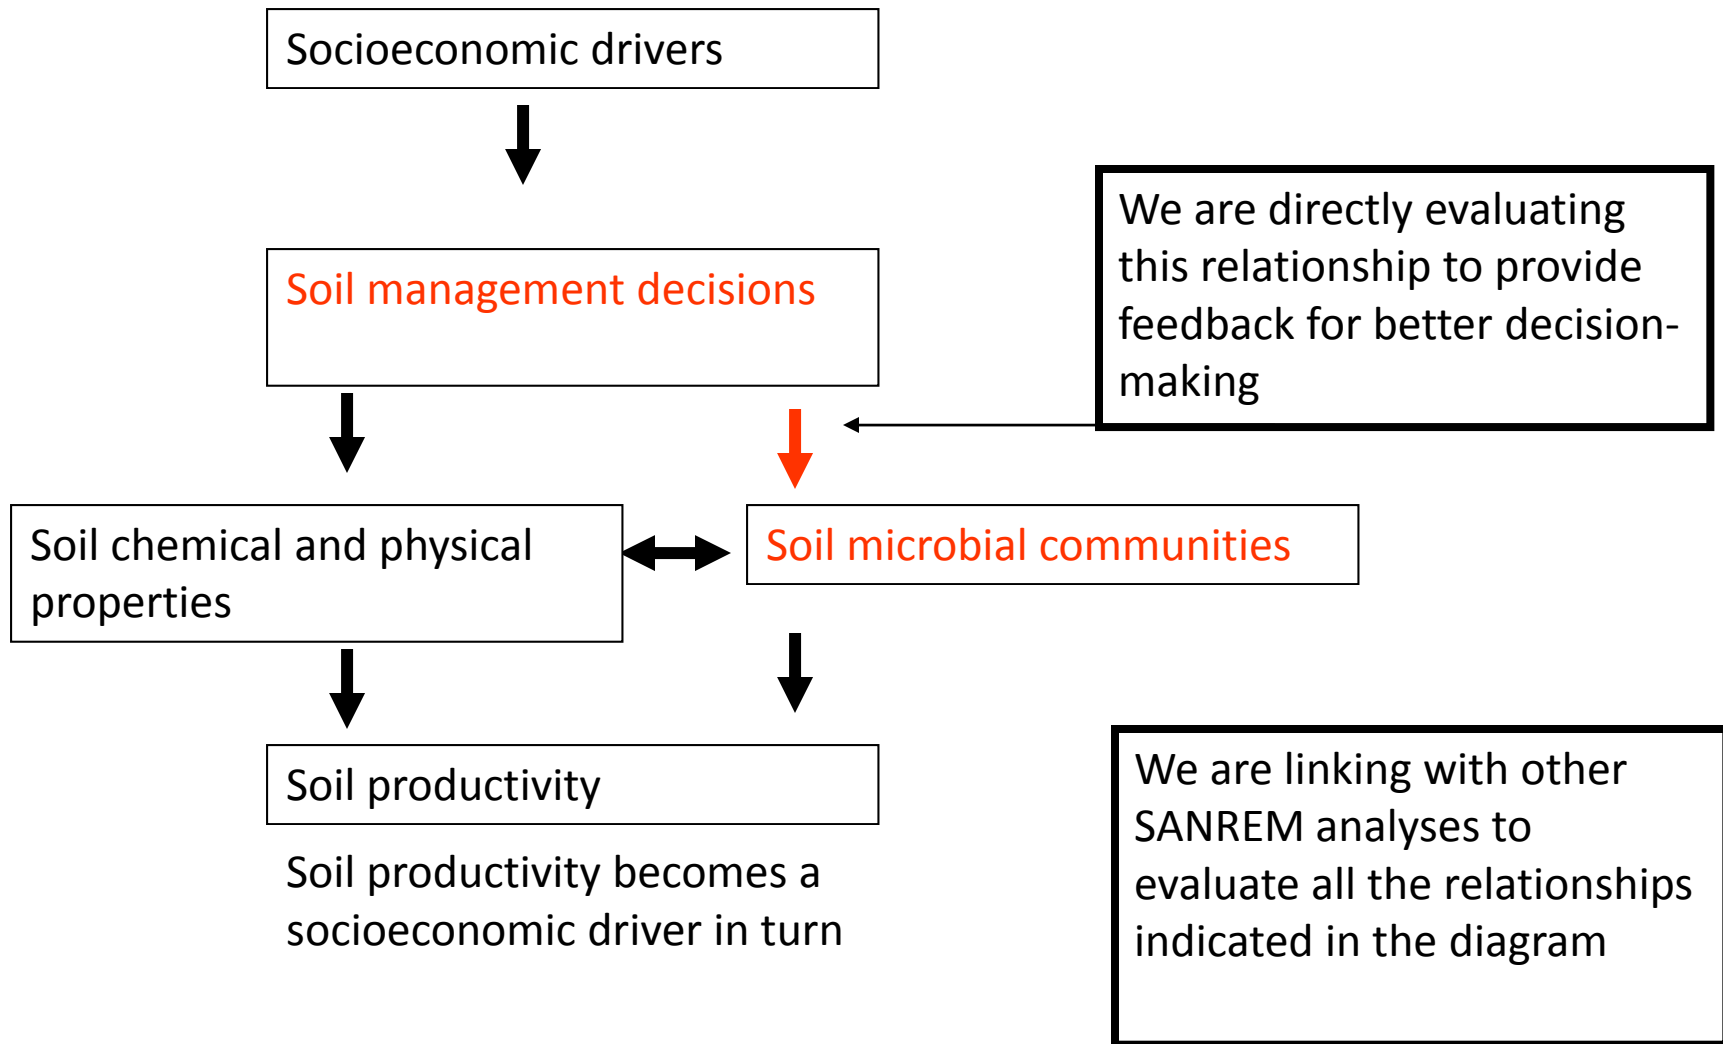 Socioeconomic drivers
We are directly evaluating
this relationship to provide
feedback for better decision-
making
Soil management decisions
Soil chemical and physical
properties
Soil microbial communities
Soil productivity
Soil productivity becomes a
socioeconomic driver in turn
We are linking with other
SANREM analyses to
evaluate all the relationships
indicated in the diagram